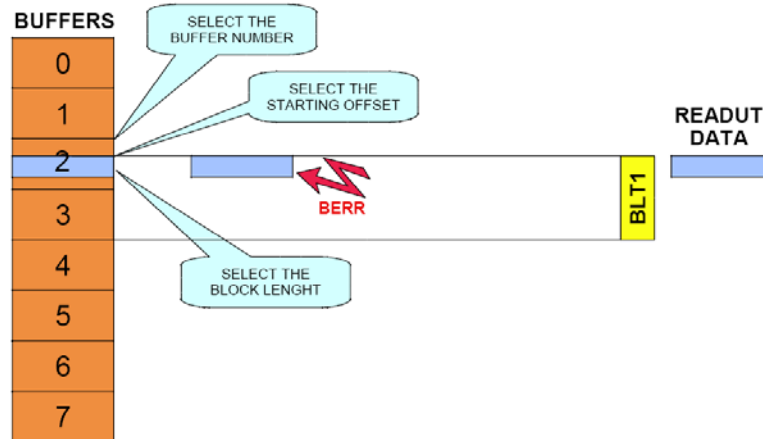 BUFFERS
0
1
2
3
4
5
6
7
SELECT THE
BUFFER NUMBER
SELECT THE
STARTING OFFSET
BERR
SELECT THE
BLOCK LENGHT
BLT1
READUT
DATA